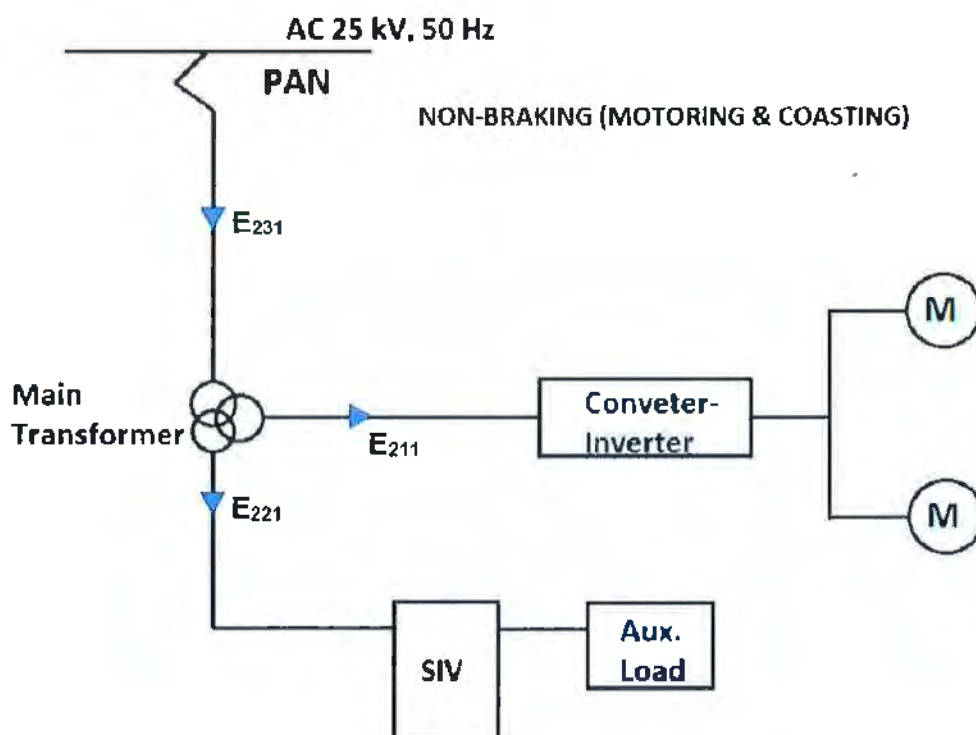 AC 25 kV, 50 Hz
PAN
NON-BRAKING (MOTORING & COASTING)
E₂₃₁
M
Main
Transformer
Conveter-
Inverter
E₂₁₁
E₂₂₁
M
SIV
Aux.
Load